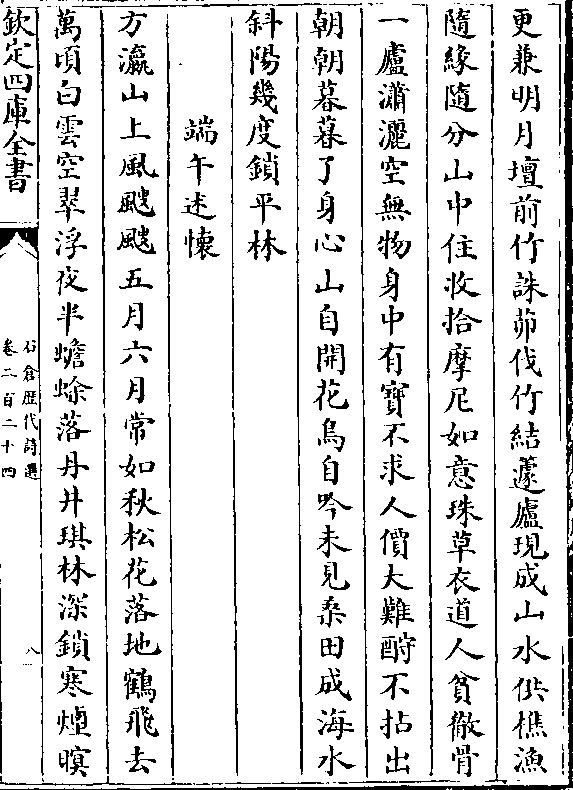 更兼明月壇前竹誅茆伐竹結蘧廬現成山水供樵漁
隨緣隨分山中住收拾摩尼如意珠草衣道人貧徹骨
一廬瀟灑空無物身中有寶不求人價大難酧不拈出
朝朝暮暮了身心山自開花鳥自吟未見桑田成海水
斜陽幾度鎖平林
端午述懷
方瀛山上風颼颼五月六月常如秋松花落地鶴飛去
萬頃白雲空翠浮夜半蟾蜍落丹井琪林深鎖寒煙暝
欽定四庫全書
石倉歴代詩選
卷二百二十四
八